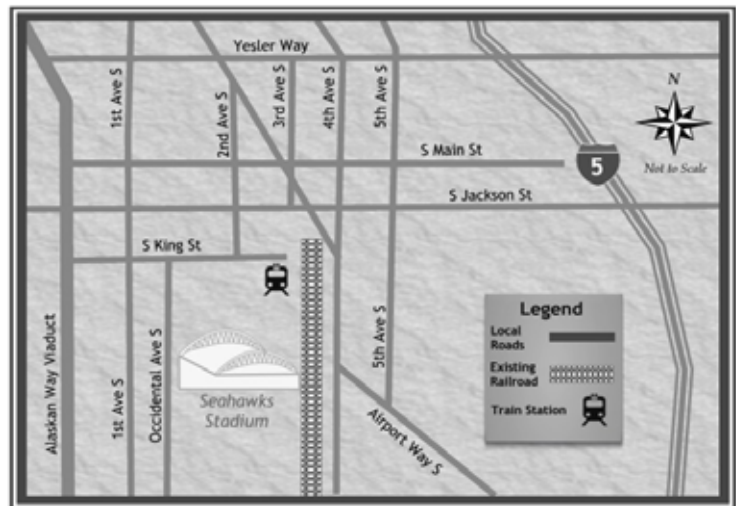 Yesler Way
1st Ave S
2nd Ave S
3rd Ave S
4th Ave S
5th Ave S
N
Not to Scale
S Main St
5
S Jackson St
S King St
Alaskan Way Viaduct
1st Ave S
Occidental Ave S
Seahawks
Stadium
5th Ave S
Airport Way S
Legend
Local
Roads
Existing
Railroad
Train Station